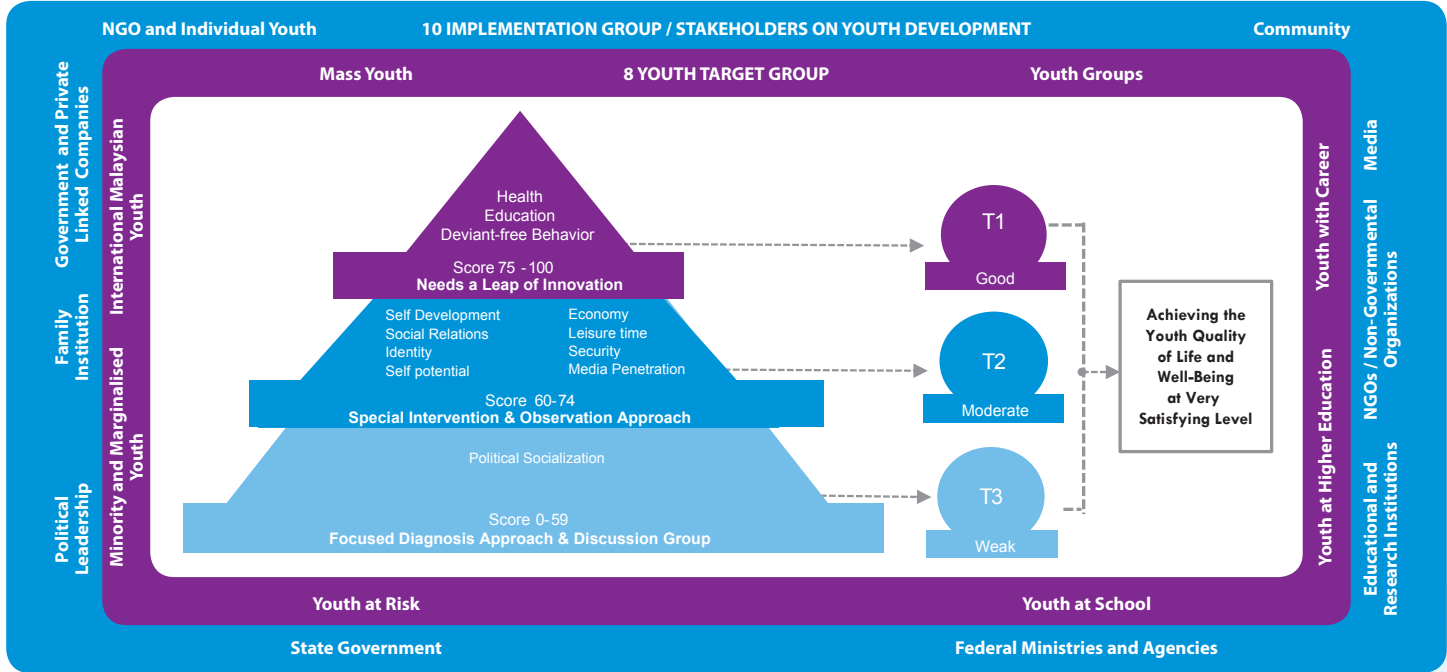 NGO and Individual Youth
10 IMPLEMENTATION GROUP / STAKEHOLDERS ON YOUTH DEVELOPMENT
Community
Mass Youth
8 YOUTH TARGET GROUP
Youth Groups
Government and Private
Linked Companies
Family
Institution
Political
Leadership
International Malaysian
Youth
Minority and Marginalised
Youth
Health
Education
Deviant-free Behavior
Score 75 - 100
Needs a Leap of Innovation
Self Development
Social Relations
Identity
Self potential
Economy
Leisure time
Security
Media Penetration
Score 60-74
Special Intervention & Observation Approach
Political Socialization
Score 0-59
Focused Diagnosis Approach & Discussion Group
T1
Good
T2
Moderate
T3
Weak
Achieving the
Youth Quality
of Life and
Well-Being
at Very
Satisfying Level
Youth with Career
Youth at Higher Education
Media
NGOs / Non-Governmental
Organizations
Educational and
Research Institutions
Youth at Risk
Youth at School
State Government
Federal Ministries and Agencies